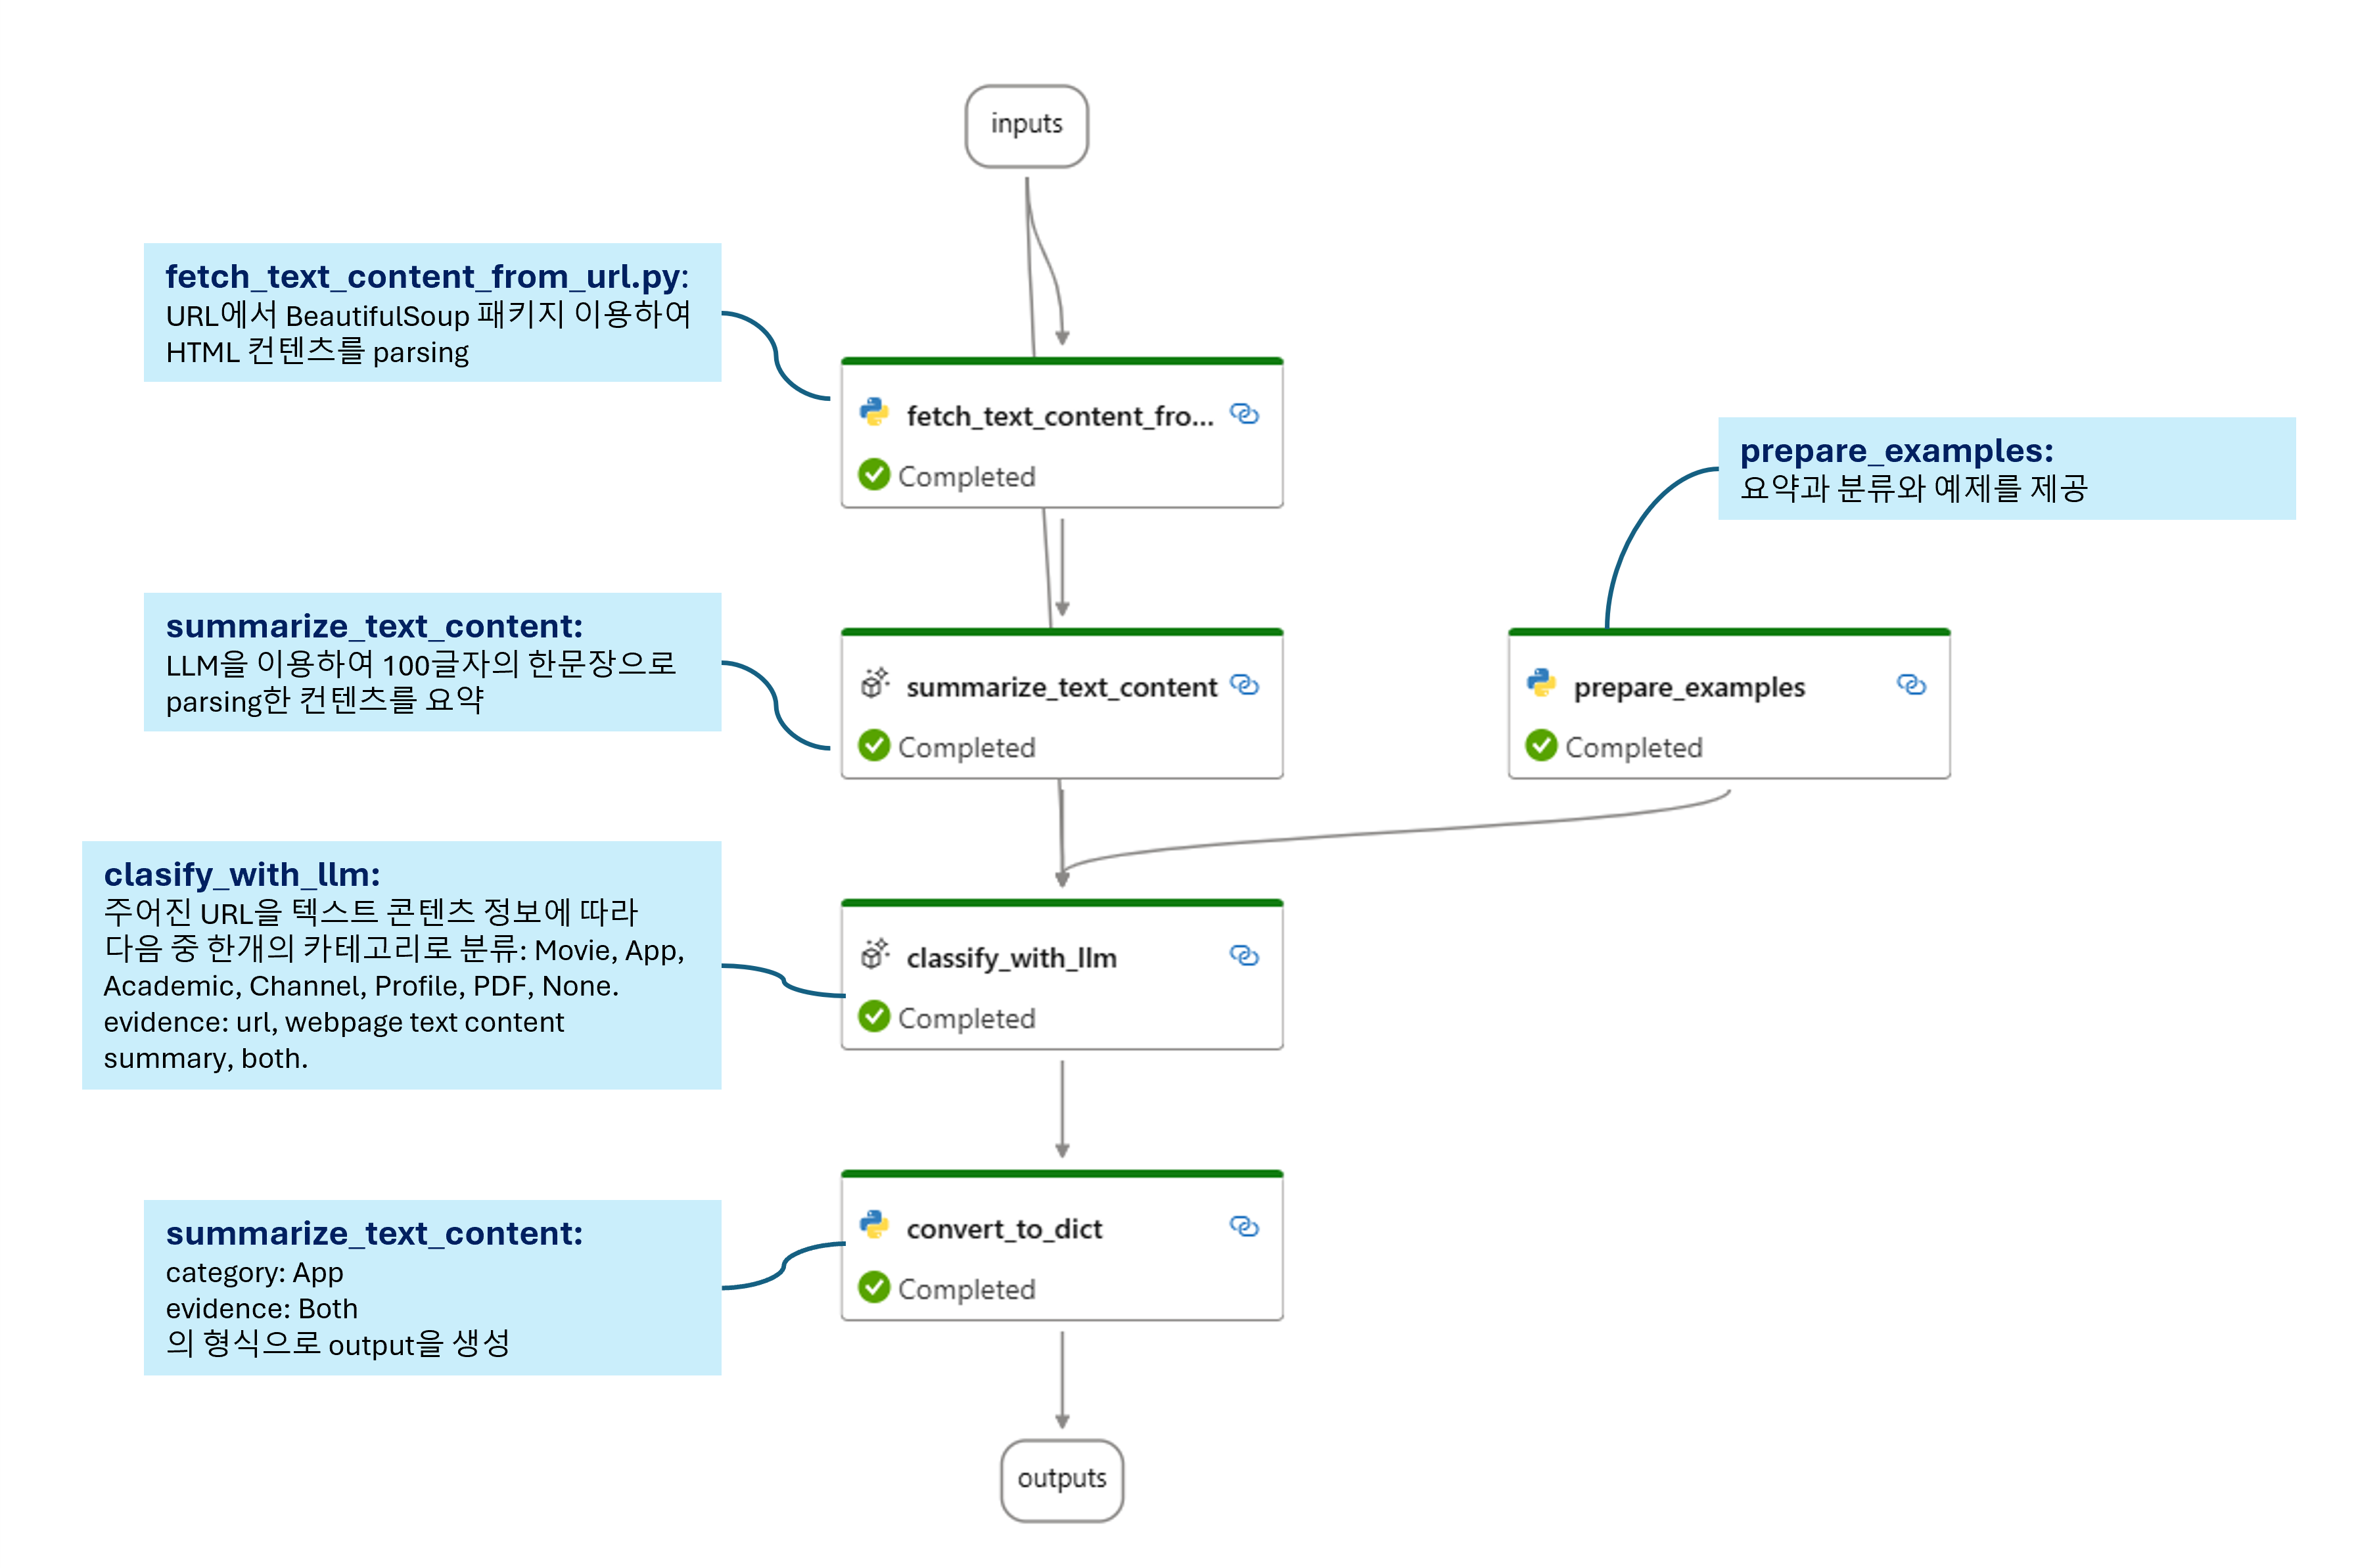 inputs
fetch_text_content_from_url.py:
URL에서 BeautifulSoup 패키지 이용하여
HTML 컨텐츠를 parsing
fetch_text_content_fro...
Completed
prepare_examples:
요약과 분류와 예제를 제공
summarize_text_content:
LLM을 이용하여 100글자의 한문장으로
parsing한 컨텐츠를 요약
summarize_text_content
Completed
prepare_examples
Completed
clasify_with_llm:
주어진 URL을 텍스트 콘텐츠 정보에 따라
다음 중 한개의 카테고리로 분류: Movie, App,
Academic, Channel, Profile, PDF, None.
evidence: url, webpage text content
summary, both.
classify_with_llm
Completed
summarize_text_content:
category: App
evidence: Both
의 형식으로 output을 생성
convert_to_dict
Completed
outputs